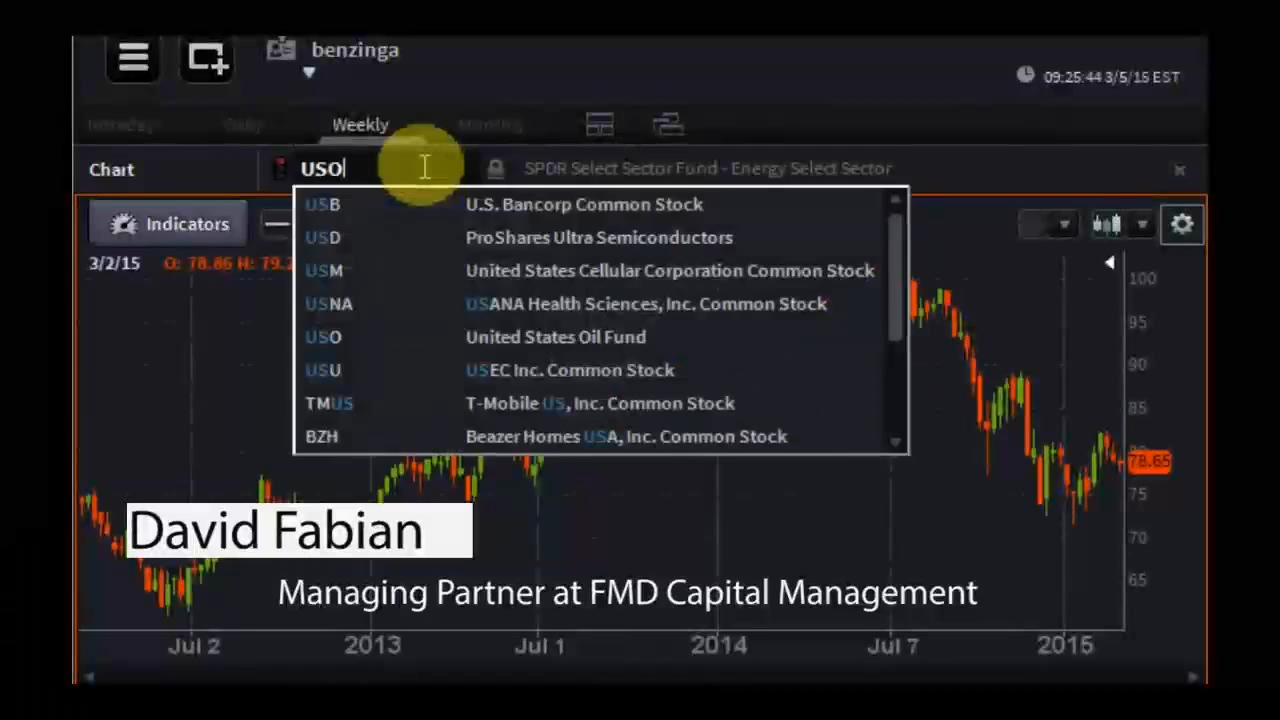 benzinga
09:25:44 3/5/15 EST
Weekly
Chart
USO
SPDR Select Sector Fund - Energy Select Sector
Indicators
USB U.S. Bancorp Common Stock
USD ProShares Ultra Semiconductors
USM United States Cellular Corporation Common Stock
USNA USANA Health Sciences, Inc. Common Stock
USO United States Oil Fund
USU USEC Inc. Common Stock
TMUS T-Mobile US, Inc. Common Stock
BZH Beazer Homes USA, Inc. Common Stock
3/2/15 O: 78.86 H: 79.2
100
95
90
85
78.65
75
70
65
David Fabian
Managing Partner at FMD Capital Management
Jul 2 2013 Jul 1 2014 Jul 7 2015